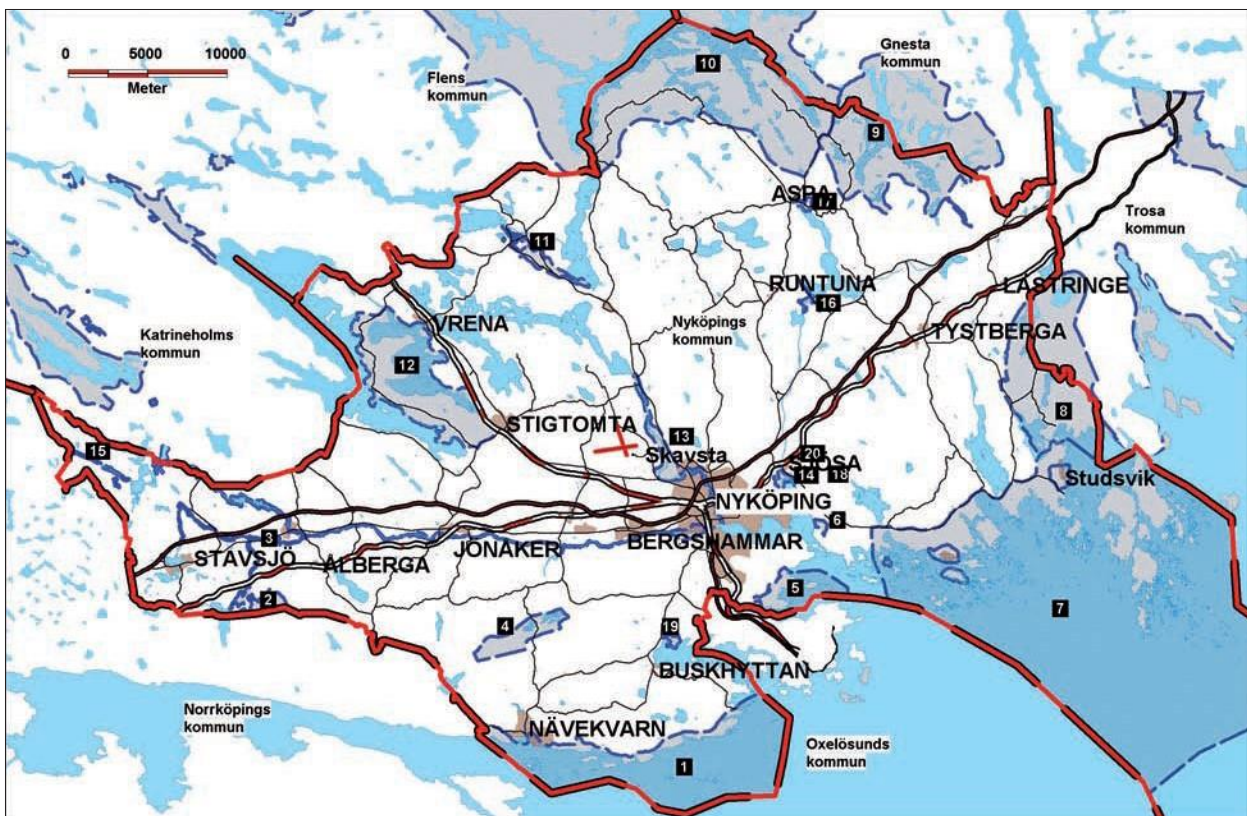 0 5000 10000
Meter
Flens
kommun
10
Gnesta
kommun
9
ASPA
17
Trosa
kommun
11
RUNTUNA
16
LÄSTRINGE
VRENA
Nyköpings
kommun
TYSTBERGA
Katrineholms
kommun
12
8
STIGTOMTA
13
Skavsta
20
SJÖSA
14
18
15
Studsvik
NYKÖPING
6
3
STAVSJÖ
ÅLBERGA
JÖNÅKER
BERGSHAMMAR
2
5
7
4
19
BUSKHYTTAN
Norrköpings
kommun
NÄVEKVARN
1
Oxelösunds
kommun